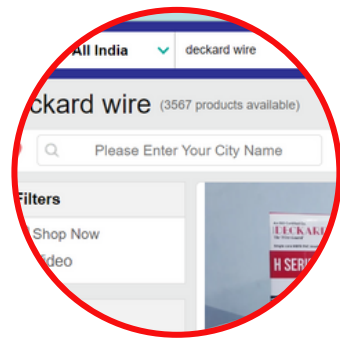 All India deckard wire
ckard wire (3567 products available)
Please Enter Your City Name
Filters
Shop Now
ideo
DECKARD
H SERI